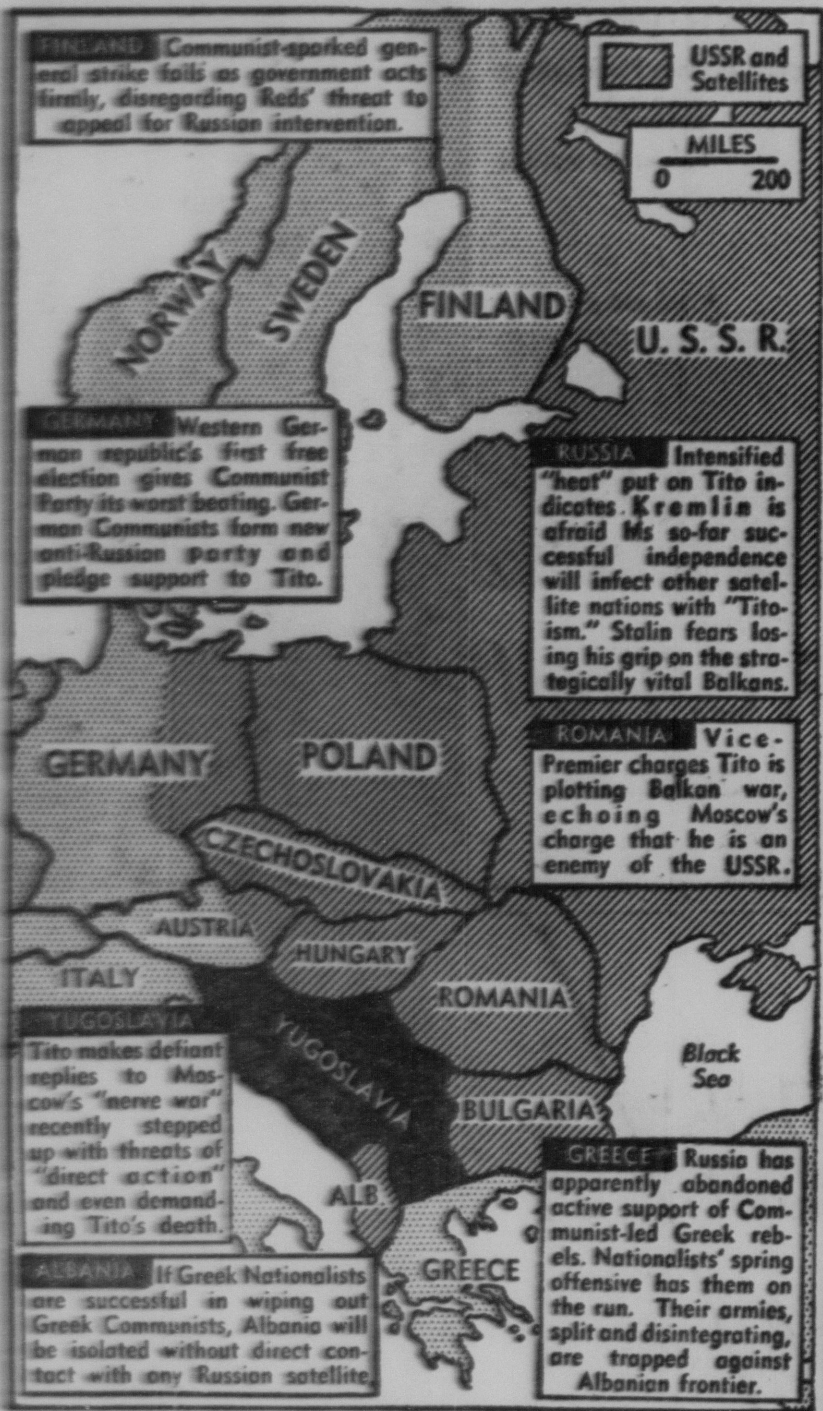 FINLAND Communist-sparked gen-
eral strike fails as government acts
firmly, disregarding Reds' threat to
appeal for Russian intervention.
USSR and
Satellites
MILES
0 200
NORWAY
SWEDEN
FINLAND
U. S. S. R.
GERMANY Western Ger-
man republic's first free
election gives Communist
Party its worst beating. Ger-
man Communists form new
anti-Russian party and
pledge support to Tito.
RUSSIA Intensified
"heat" put on Tito in-
dicates Kremlin is
afraid his so-far suc-
cessful independence
will infect other satel-
lite nations with "Tito-
ism." Stalin fears los-
ing his grip on the stra-
tegically vital Balkans.
GERMANY
POLAND
ROMANIA Vice-
Premier charges Tito is
plotting Balkan war,
echoing Moscow's
charge that he is an
enemy of the USSR.
CZECHOSLOVAKIA
AUSTRIA
HUNGARY
ITALY
ROMANIA
YUGOSLAVIA
Black
Sea
BULGARIA
ALB.
GREECE
YUGOSLAVIA
Tito makes defiant
replies to Mos-
cow's "nerve war"
recently stepped
up with threats of
"direct action"
and even demand-
ing Tito's death.
GREECE Russia has
apparently abandoned
active support of Com-
munist-led Greek reb-
els. Nationalists' spring
offensive has them on
the run. Their armies,
split and disintegrating,
are trapped against
Albanian frontier.
ALBANIA If Greek Nationalists
are successful in wiping out
Greek Communists, Albania will
be isolated without direct con-
tact with any Russian satellite.